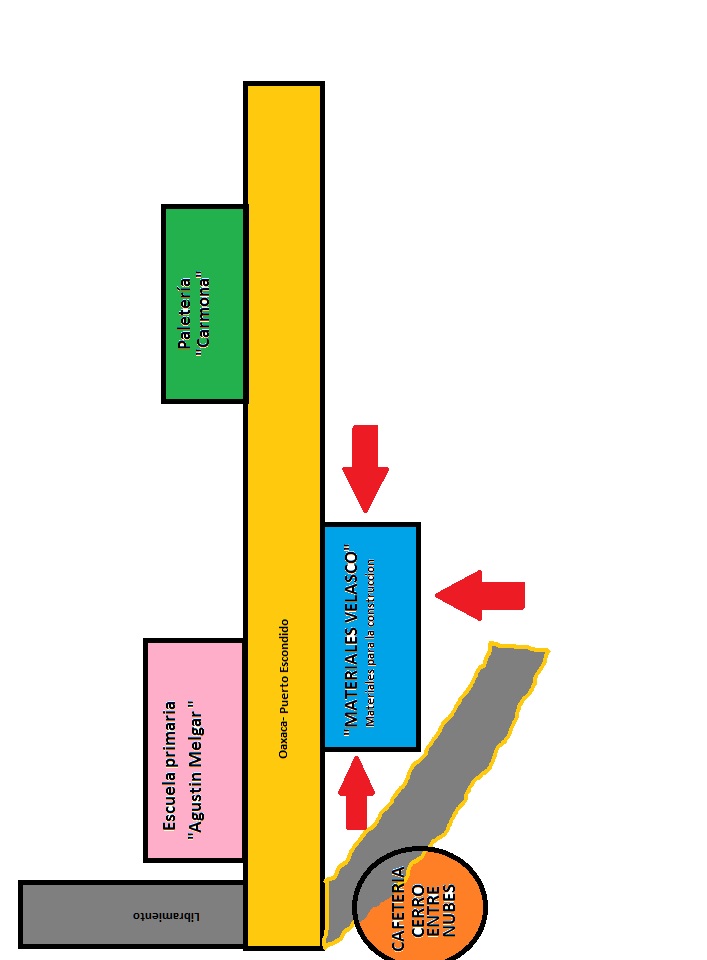 Paletería
"Carmona"
"MATERIALES VELASCO"
Materiales para la construccion
Oaxaca- Puerto Escondido
Escuela primaria
"Agustin Melgar"
Libramiento
CAFETERIA
CERRO
ENTRE
NUBES